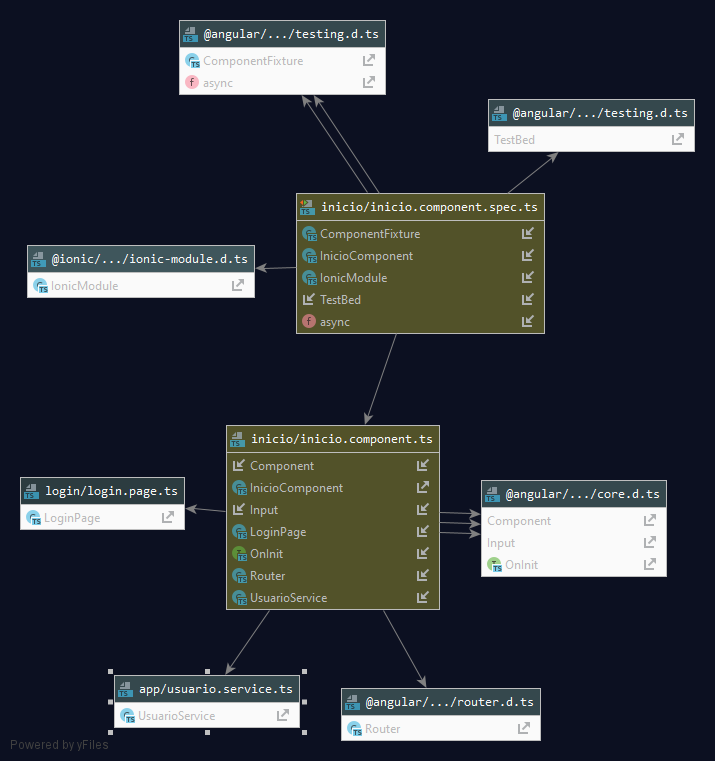 @angular/.../testing.d.ts
ComponentFixture
async
@angular/.../testing.d.ts
TestBed
inicio/inicio.component.spec.ts
ComponentFixture
InicioComponent
IonicModule
TestBed
async
@ionic/.../ionic-module.d.ts
IonicModule
inicio/inicio.component.ts
Component
InicioComponent
Input
LoginPage
OnInit
Router
UsuarioService
login/login.page.ts
LoginPage
@angular/.../core.d.ts
Component
Input
OnInit
app/usuario.service.ts
UsuarioService
@angular/.../router.d.ts
Router
Powered by yFiles